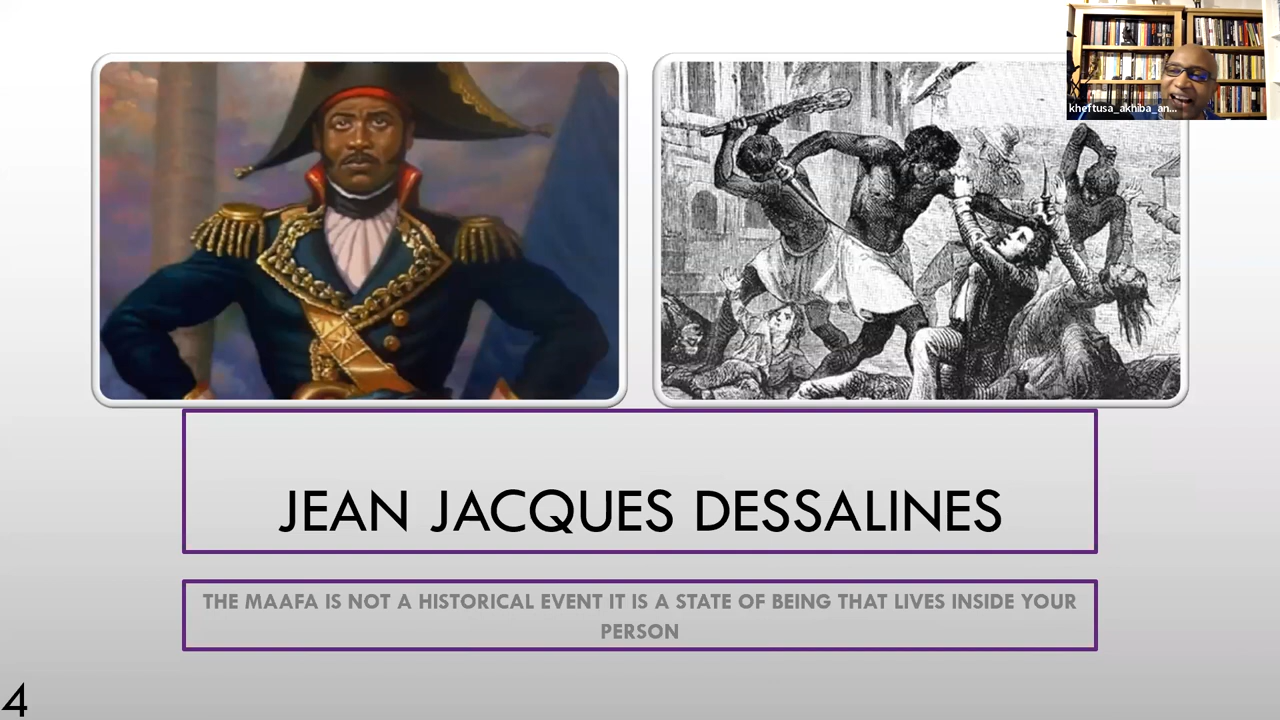 kheftusa_akhiba_an...
JEAN JACQUES DESSALINES
THE MAAFA IS NOT A HISTORICAL EVENT IT IS A STATE OF BEING THAT LIVES INSIDE YOUR
PERSON
4